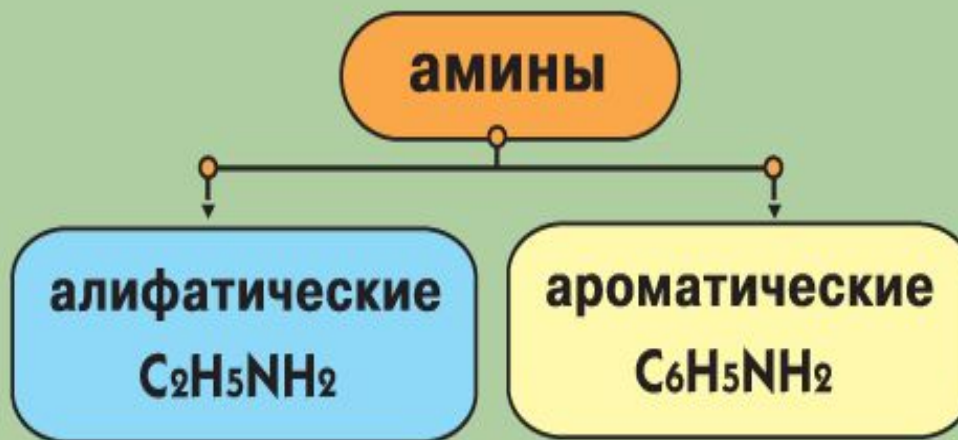 амины
алифатические
C₂H₅NH₂
ароматические
C₆H₅NH₂